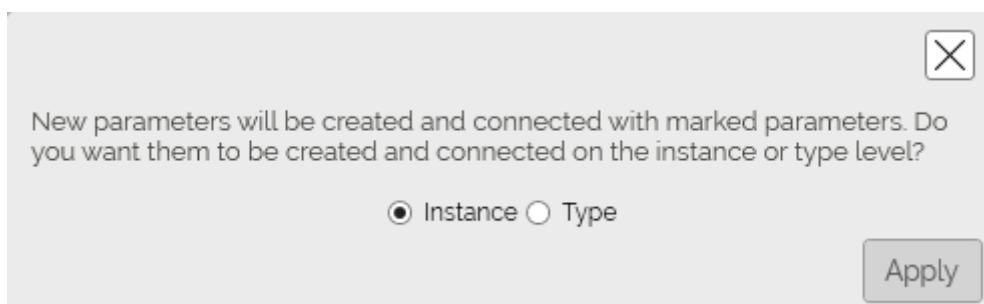 New parameters will be created and connected with marked parameters. Do
you want them to be created and connected on the instance or type level?
Instance Type
Apply